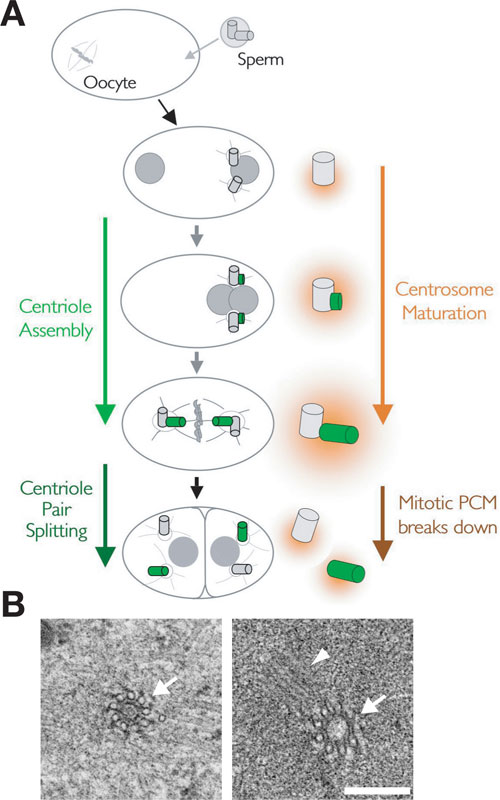 A
Oocyte
Sperm
Centriole
Assembly
Centrosome
Maturation
Centriole
Pair
Splitting
Mitotic PCM
breaks down
B